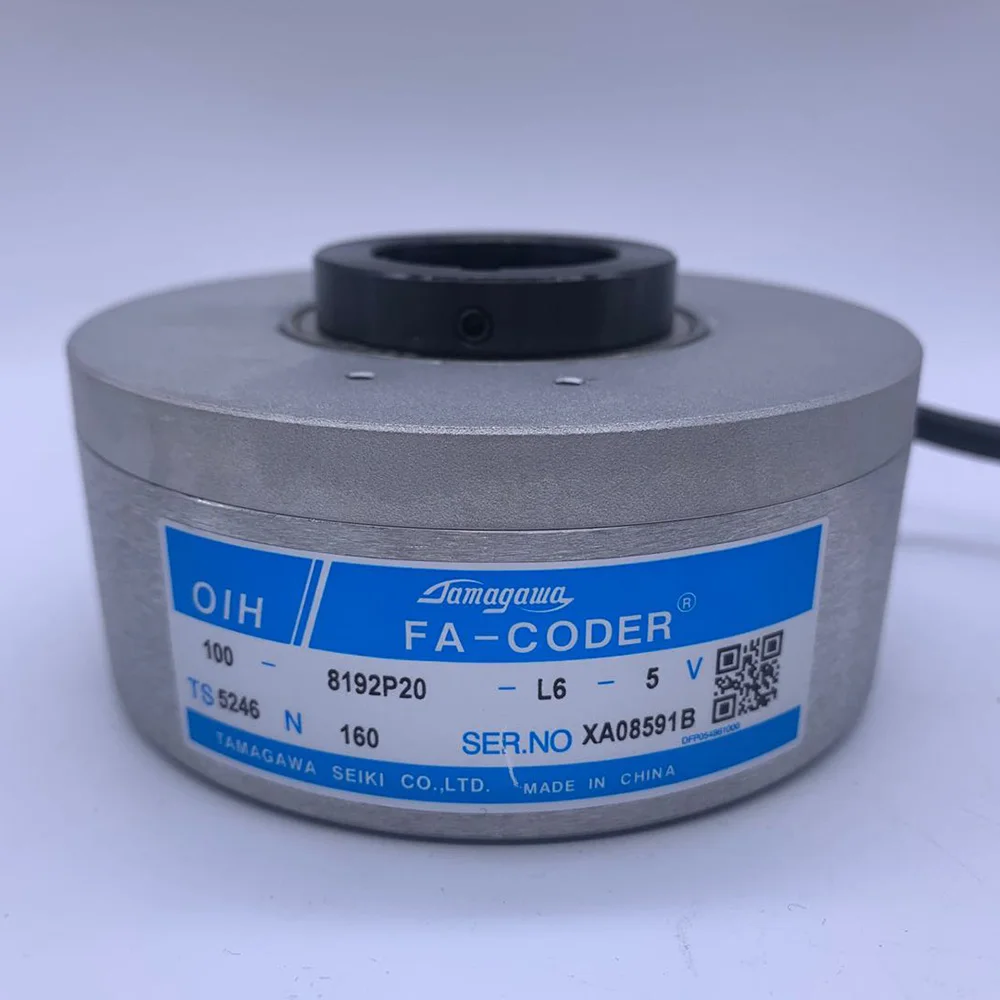 OIH
Tamagawa
FA-CODER®
100 - 8192P20 - L6 - 5 V
TS 5246 N 160 SER.NO XA08591B
TAMAGAWA SEIKI CO.,LTD. MADE IN CHINA